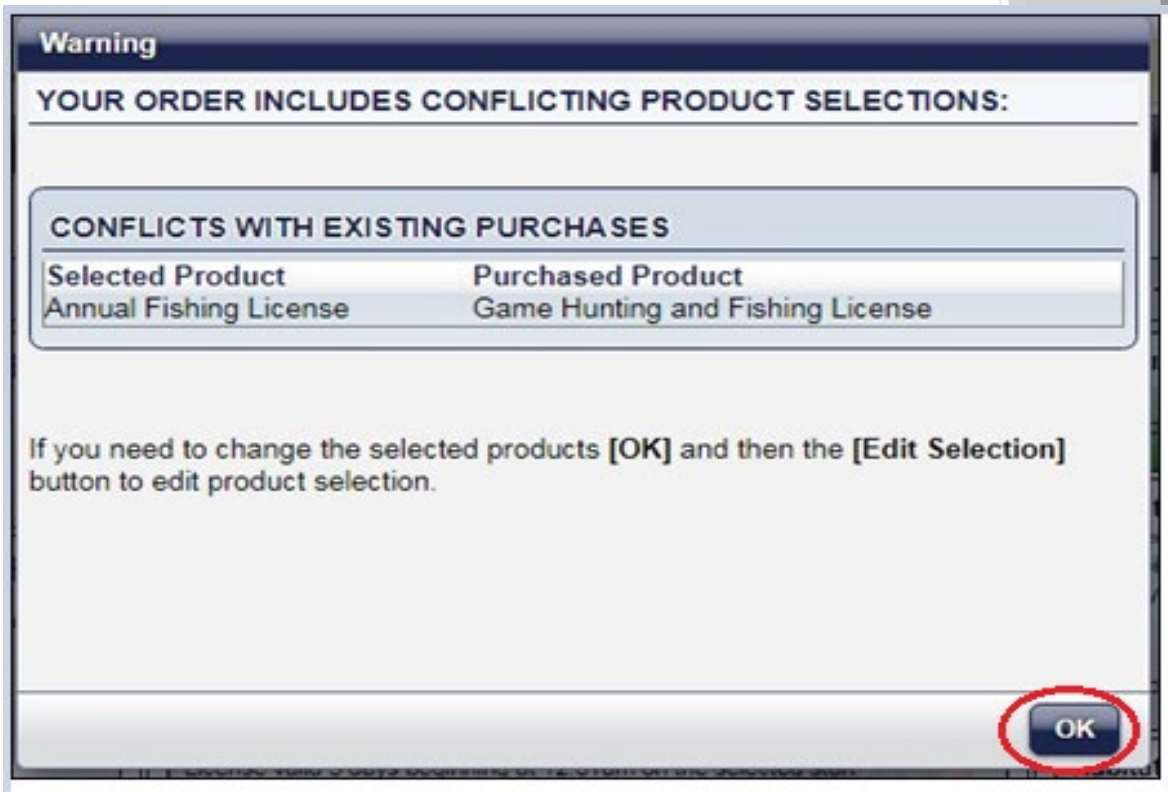 Warning
YOUR ORDER INCLUDES CONFLICTING PRODUCT SELECTIONS:
CONFLICTS WITH EXISTING PURCHASES
Selected Product Purchased Product
Annual Fishing License Game Hunting and Fishing License
If you need to change the selected products [OK] and then the [Edit Selection]
button to edit product selection.
OK